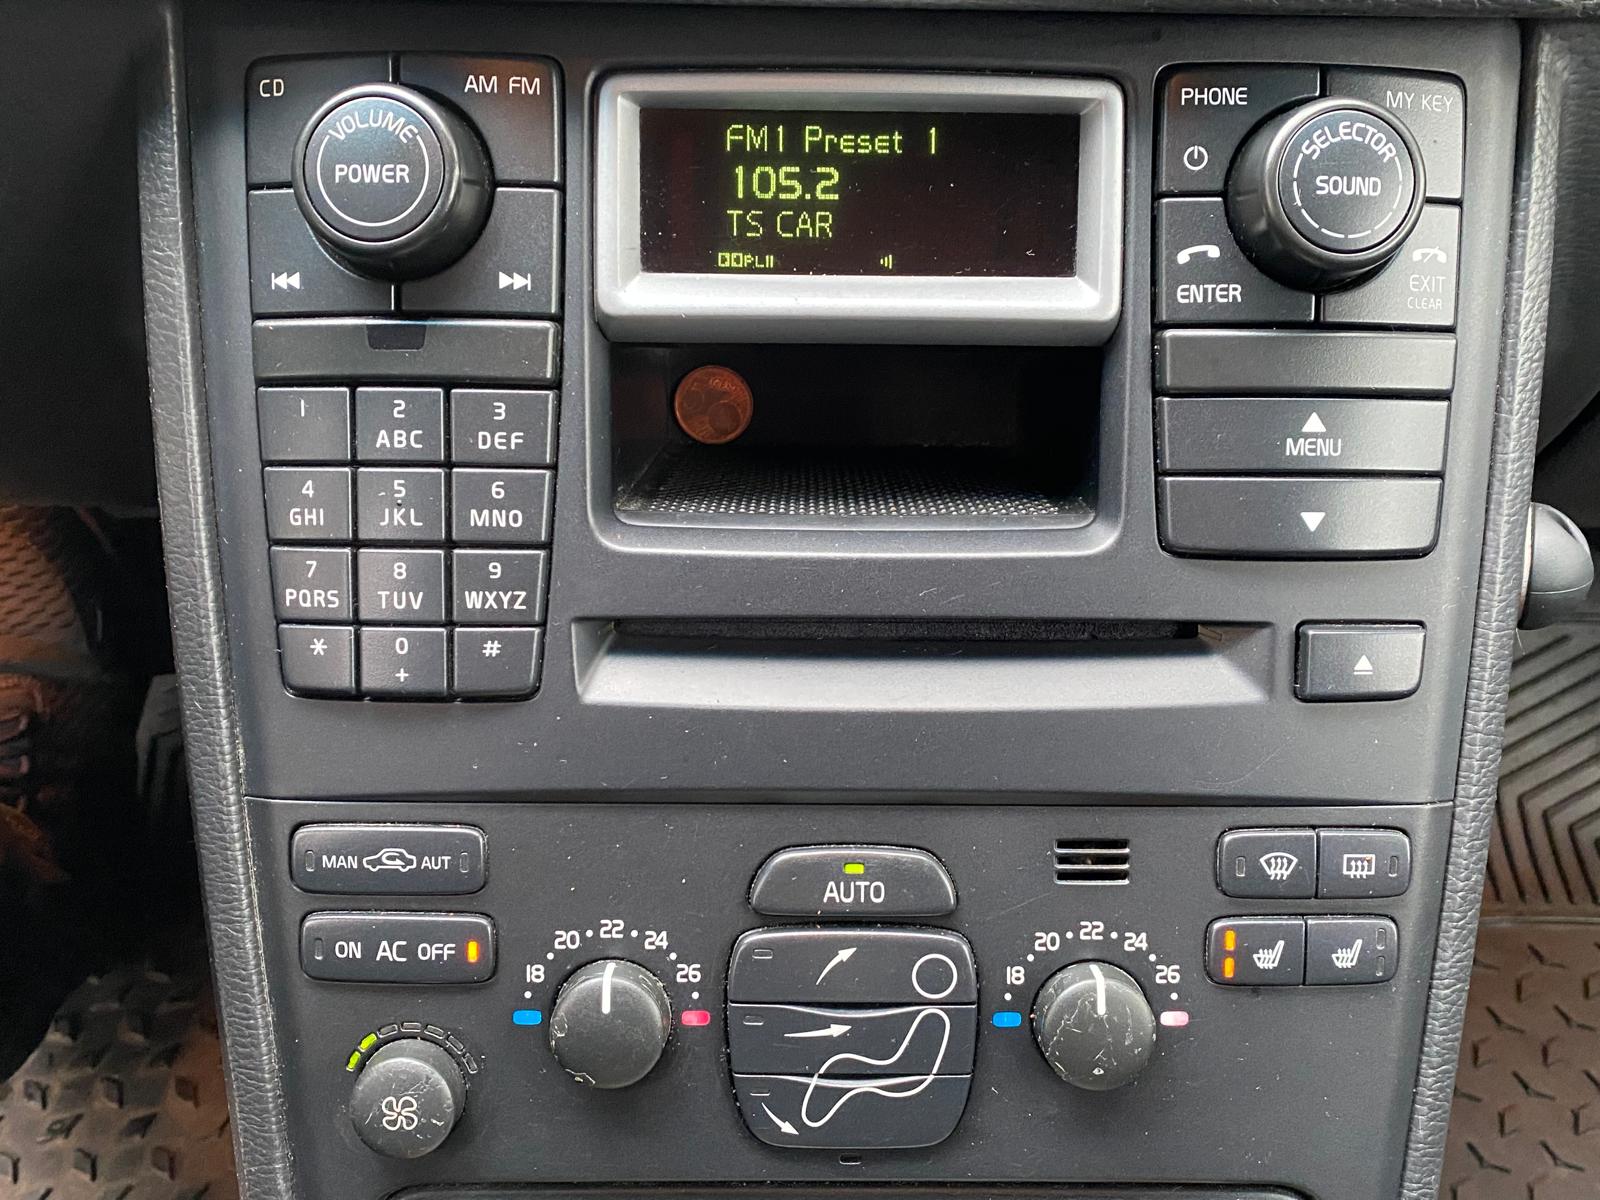 CD
AM FM
VOLUME
POWER
FM1 Preset 1
105.2
TS CAR
PLII
PHONE
MY KEY
SELECTOR
SOUND
ENTER
EXIT
CLEAR
1
2
3
ABC
DEF
4
5
6
GHI
JKL
MNO
7
8
9
PQRS
TUV
WXYZ
*
0
#
+
MENU
MAN
AUT
AUTO
ON AC OFF
18 20 22 24 26
18 20 22 24 26